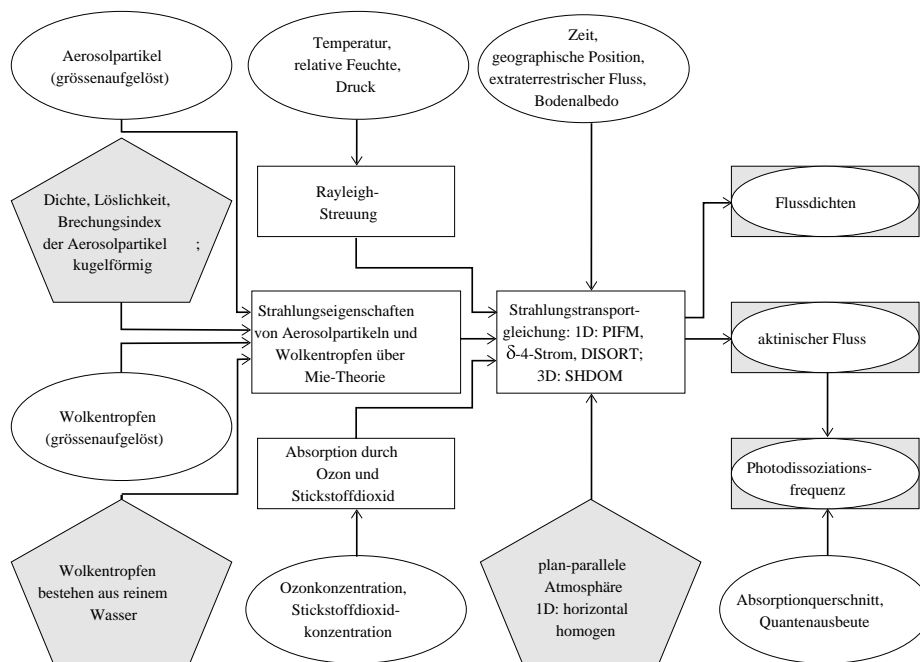 Aerosolpartikel
(grössenaufgelöst)
Temperatur,
relative Feuchte,
Druck
Zeit,
geographische Position,
extraterrestrischer Fluss,
Bodenalbedo
Dichte, Löslichkeit,
Brechungsindex
der Aerosolpartikel ;
kugelförmig
Rayleigh-
Streuung
Flussdichten
Strahlungseigenschaften
von Aerosolpartikeln und
Wolkentropfen über
Mie-Theorie
Strahlungstransport-
gleichung: 1D: PIFM,
δ-4-Strom, DISORT;
3D: SHDOM
aktinischer Fluss
Wolkentropfen
(grössenaufgelöst)
Absorption durch
Ozon und
Stickstoffdioxid
Photodissoziations-
frequenz
Wolkentropfen
bestehen aus reinem
Wasser
Ozonkonzentration,
Stickstoffdioxid-
konzentration
plan-parallele
Atmosphäre
1D: horizontal
homogen
Absorptionquerschnitt,
Quantenausbeute